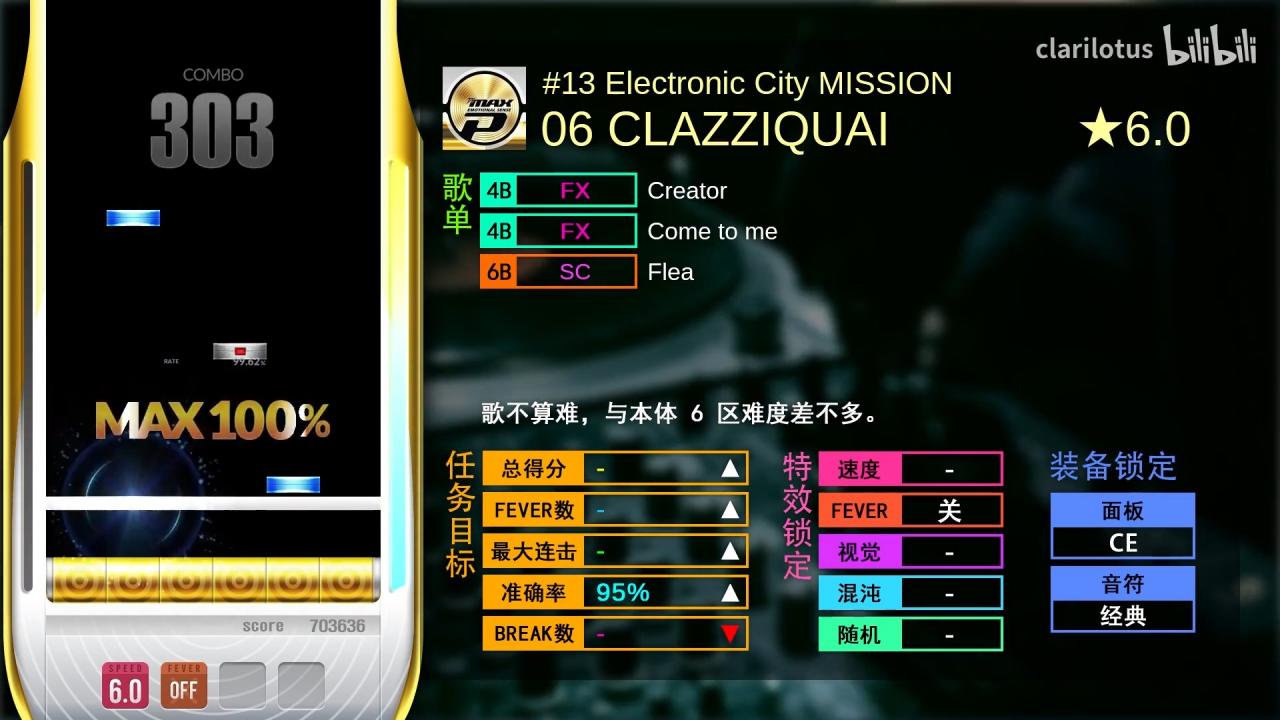 COMBO
303
RATE
99.62%
MAX 100%
score 703636
SPEED
6.0
FEVER
OFF
clarilotus bilibili
MAX
EMOTIONAL SENSE
P
#13 Electronic City MISSION
06 CLAZZIQUAI
★6.0
歌单
4B FX Creator
4B FX Come to me
6B SC Flea
歌不算难，与本体 6 区难度差不多。
任务目标
总得分 - ▲
FEVER数 - ▲
最大连击 - ▲
准确率 95% ▲
BREAK数 - ▼
特效锁定
速度 -
FEVER 关
视觉 -
混沌 -
随机 -
装备锁定
面板
CE
音符
经典